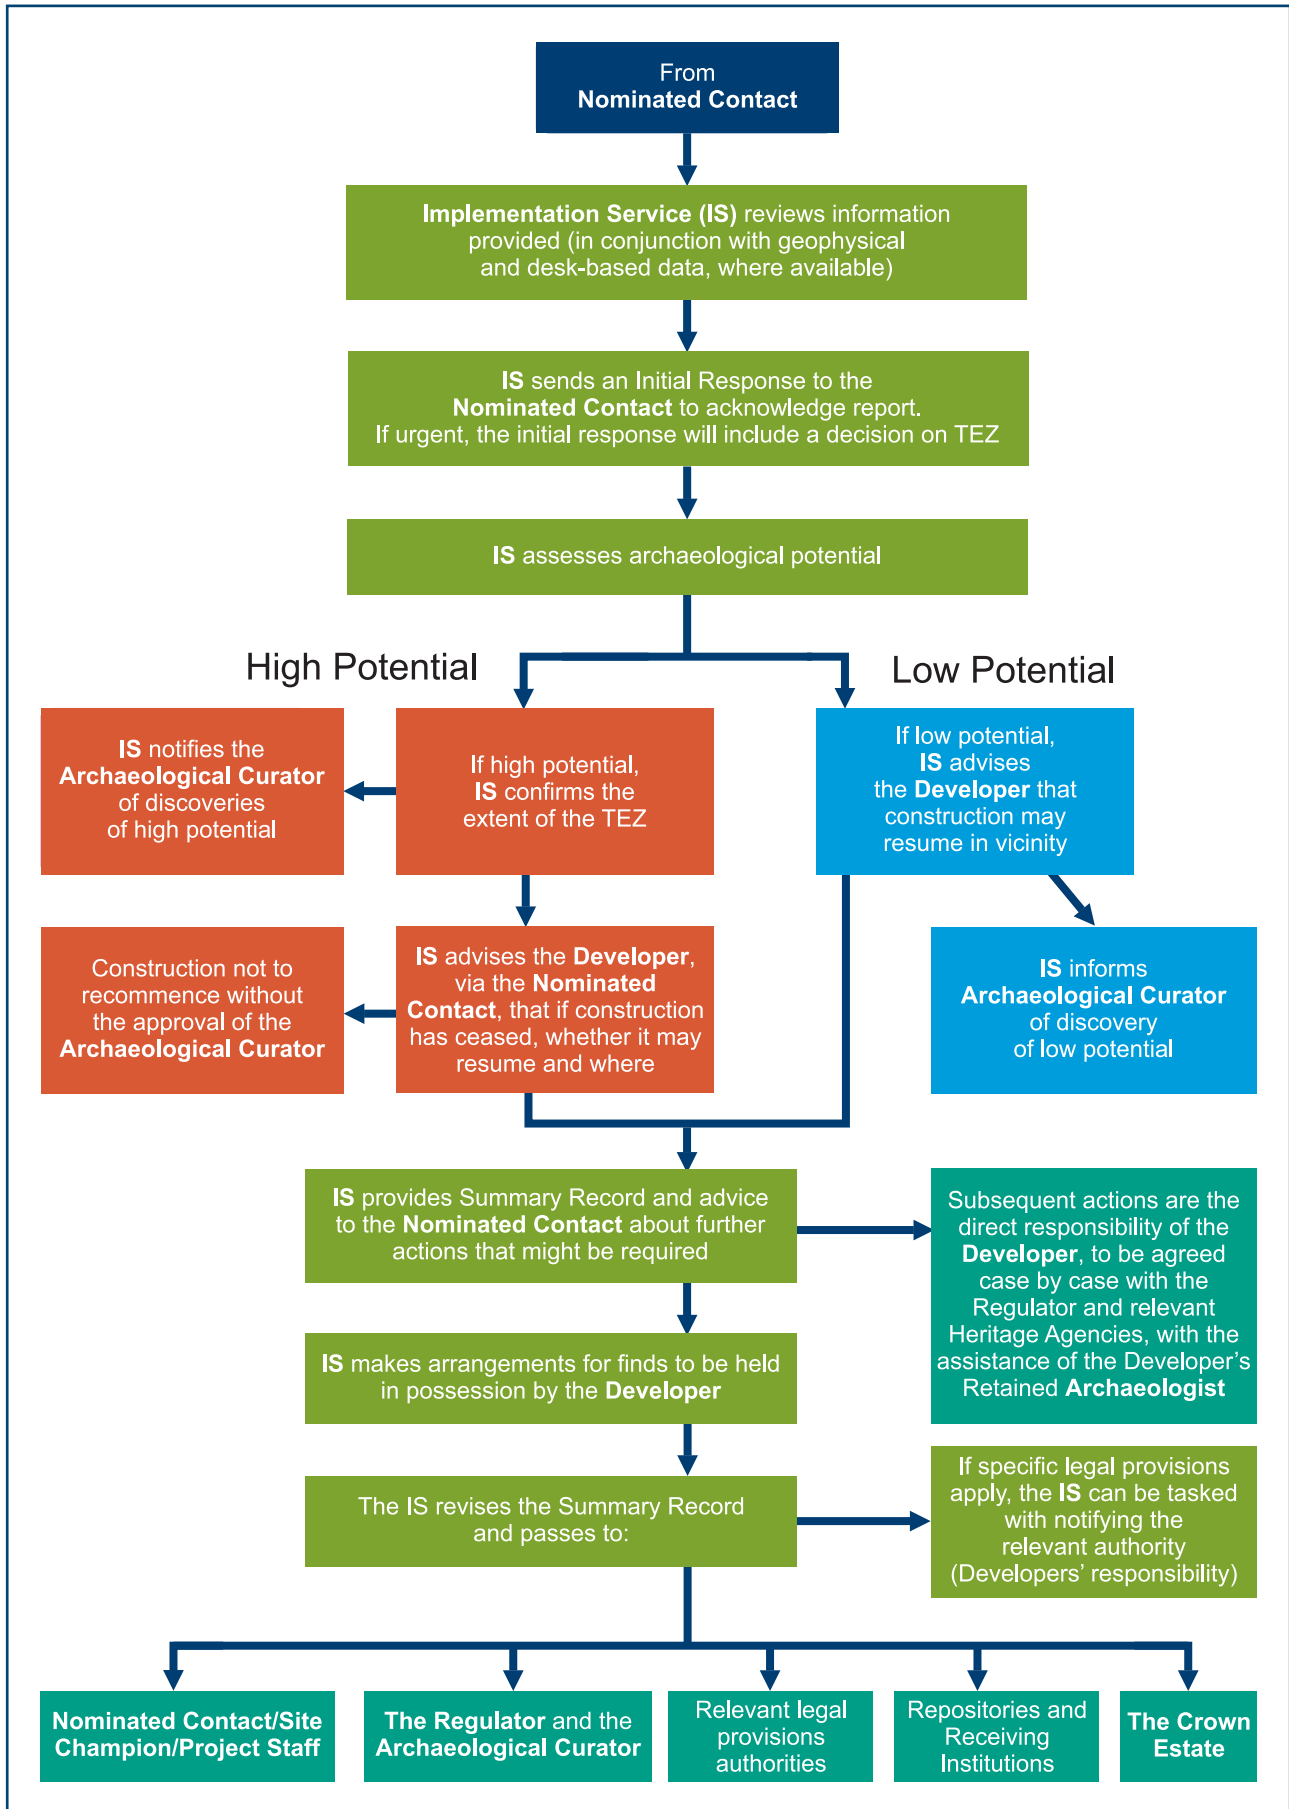 From
Nominated Contact
Implementation Service (IS) reviews information
provided (in conjunction with geophysical
and desk-based data, where available)
IS sends an Initial Response to the
Nominated Contact to acknowledge report.
If urgent, the initial response will include a decision on TEZ
IS assesses archaeological potential
High Potential
Low Potential
IS notifies the
Archaeological Curator
of discoveries
of high potential
If high potential,
IS confirms the
extent of the TEZ
If low potential,
IS advises
the Developer that
construction may
resume in vicinity
Construction not to
recommence without
the approval of the
Archaeological Curator
IS advises the Developer,
via the Nominated
Contact, that if construction
has ceased, whether it may
resume and where
IS informs
Archaeological Curator
of discovery
of low potential
IS provides Summary Record and advice
to the Nominated Contact about further
actions that might be required
Subsequent actions are the
direct responsibility of the
Developer, to be agreed
case by case with the
Regulator and relevant
Heritage Agencies, with the
assistance of the Developer’s
Retained Archaeologist
IS makes arrangements for finds to be held
in possession by the Developer
The IS revises the Summary Record
and passes to:
If specific legal provisions
apply, the IS can be tasked
with notifying the
relevant authority
(Developers’ responsibility)
Nominated Contact/Site
Champion/Project Staff
The Regulator and the
Archaeological Curator
Relevant legal
provisions
authorities
Repositories and
Receiving
Institutions
The Crown
Estate